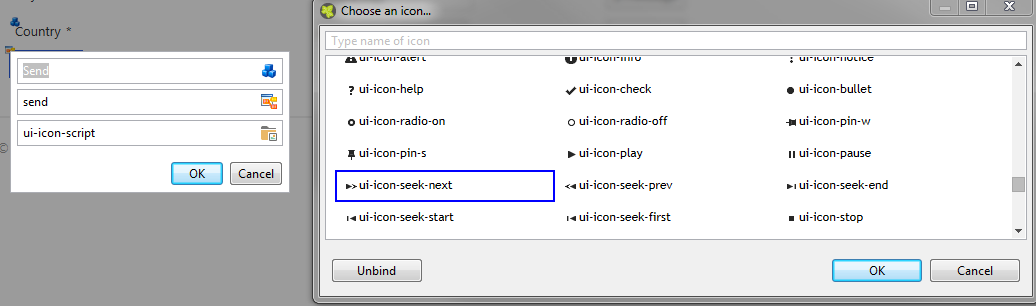 Country *
Send
send
ui-icon-script
OK Cancel
Choose an icon...
Type name of icon
ui-icon-alert ui-icon-info ui-icon-notice
ui-icon-help ui-icon-check ui-icon-bullet
ui-icon-radio-on ui-icon-radio-off ui-icon-pin-w
ui-icon-pin-s ui-icon-play ui-icon-pause
ui-icon-seek-next ui-icon-seek-prev ui-icon-seek-end
ui-icon-seek-start ui-icon-seek-first ui-icon-stop
Unbind OK Cancel